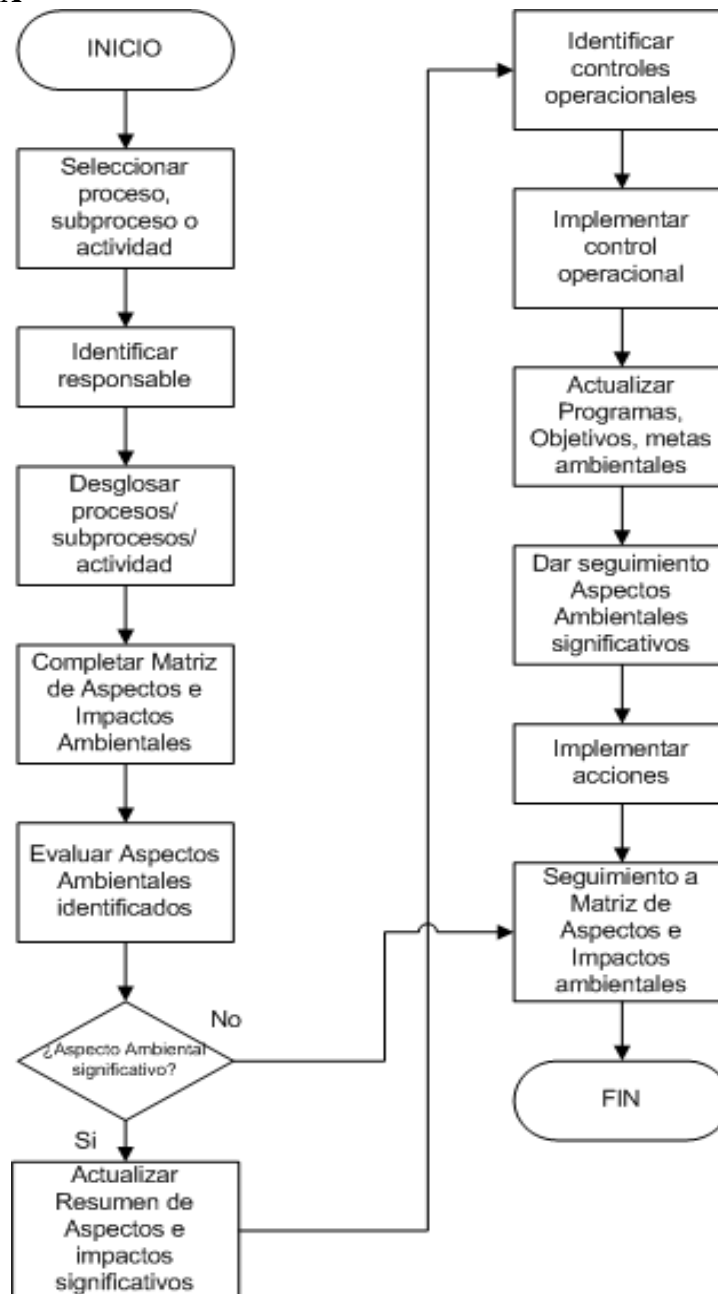 INICIO
Seleccionar
proceso,
subproceso o
actividad
Identificar
responsable
Desglosar
procesos/
subprocesos/
actividad
Completar Matriz
de Aspectos e
Impactos
Ambientales
Evaluar Aspectos
Ambientales
identificados
¿Aspecto Ambiental
significativo?
No
Si
Actualizar
Resumen de
Aspectos e
impactos
significativos
Identificar
controles
operacionales
Implementar
control
operacional
Actualizar
Programas,
Objetivos, metas
ambientales
Dar seguimiento
Aspectos
Ambientales
significativos
Implementar
acciones
Seguimiento a
Matriz de
Aspectos e
Impactos
ambientales
FIN